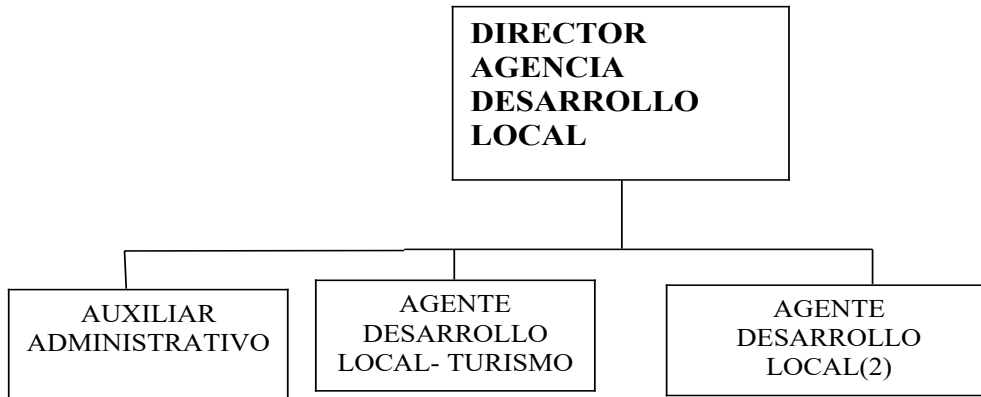 DIRECTOR
AGENCIA
DESARROLLO
LOCAL
AUXILIAR
ADMINISTRATIVO
AGENTE
DESARROLLO
LOCAL- TURISMO
AGENTE
DESARROLLO
LOCAL(2)